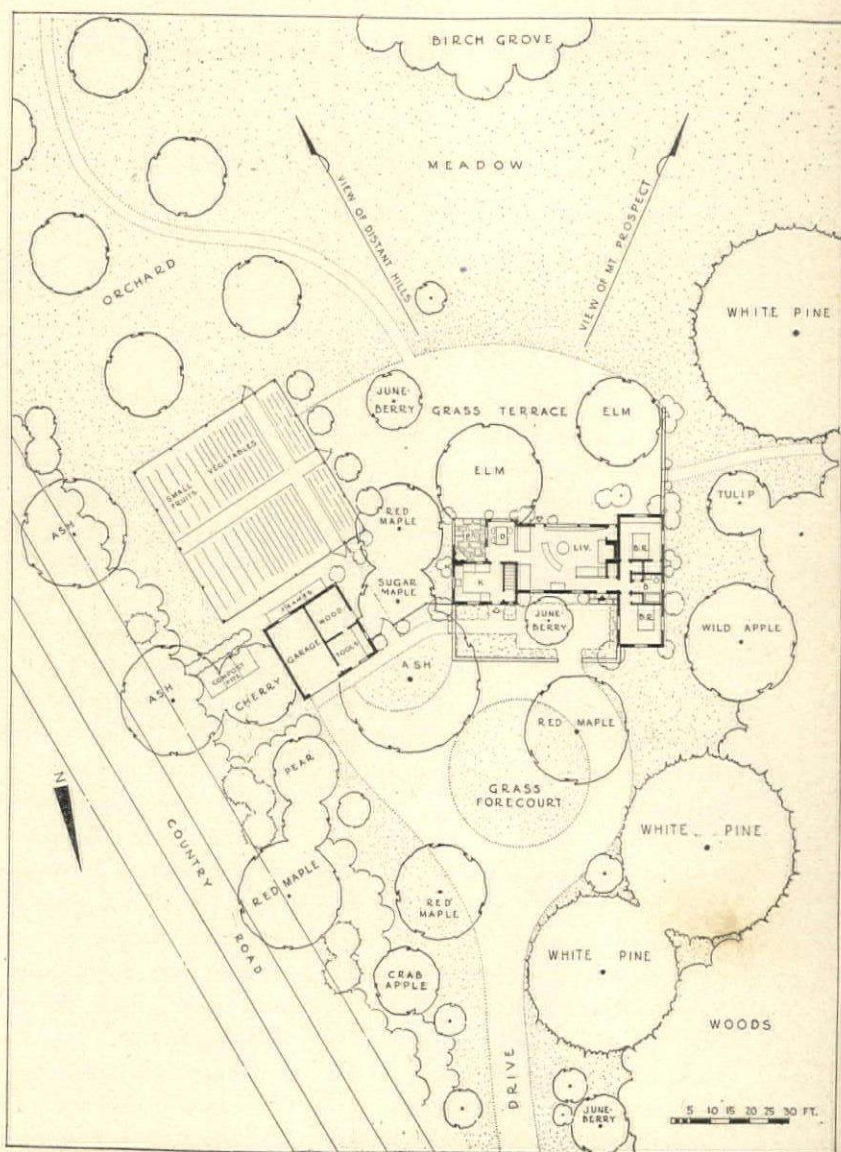 BIRCH GROVE
MEADOW
VIEW OF DISTANT HILLS
VIEW OF MT PROSPECT
ORCHARD
WHITE PINE
JUNE-
BERRY
GRASS TERRACE
ELM
ELM
SMALL
FRUITS
VEGETABLES
TULIP
ASH
RED
MAPLE
P.
D
LIV.
B.R.
SUGAR
MAPLE
K.
B
B.R.
FRAMES
WOOD
GARAGE
TOOLS
JUNE-
BERRY
WILD APPLE
ASH
COMPOST
PITS
CHERRY
ASH
RED MAPLE
PEAR
GRASS
FORECOURT
N
COUNTRY
ROAD
WHITE PINE
RED MAPLE
RED
MAPLE
WHITE PINE
CRAB
APPLE
WOODS
DRIVE
JUNE-
BERRY
5 10 15 20 25 30 FT.